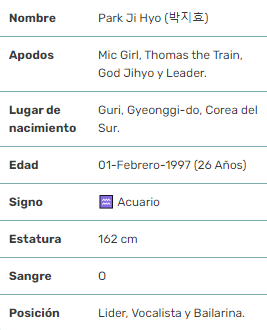 Nombre Park Ji Hyo (박지효)
Apodos Mic Girl, Thomas the Train,
God Jihyo y Leader.
Lugar de Guri, Gyeonggi-do, Corea del
nacimiento Sur.
Edad 01-Febrero-1997 (26 Años)
Signo ♒ Acuario
Estatura 162 cm
Sangre O
Posición Lider, Vocalista y Bailarina.